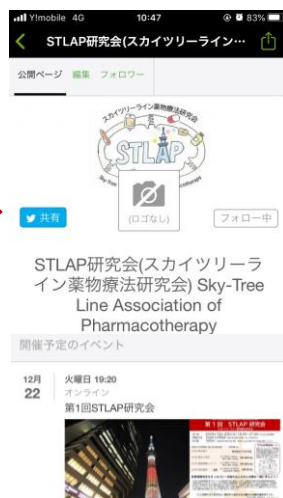 Y!mobile 4G 10:47 83%
STLAP研究会(スカイツリーライン…
公開ページ 編集 フォロワー
スカイツリーライン薬物療法研究会
STLAP
共有
(ロゴなし)
フォロー中
STLAP研究会(スカイツリーラ
イン薬物療法研究会) Sky-Tree
Line Association of
Pharmacotherapy
開催予定のイベント
12月 火曜日 19:20
22 オンライン
第1回STLAP研究会
第1回 STLAP 研究会